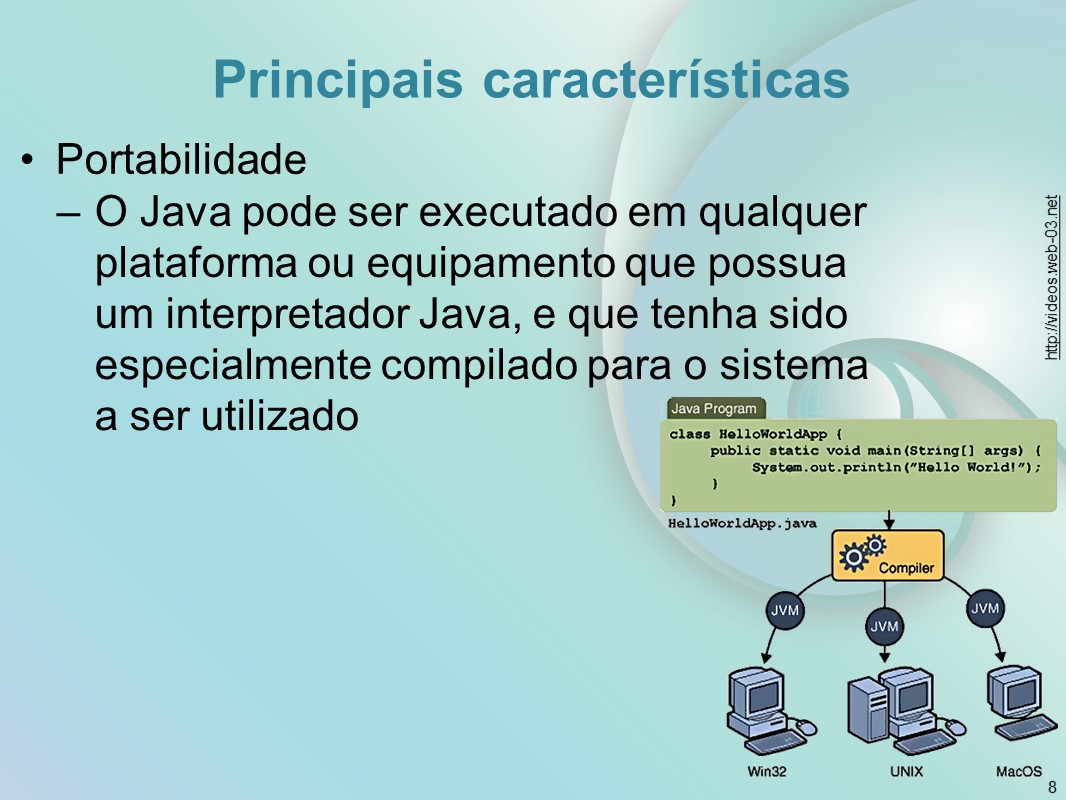 Principais características
• Portabilidade
– O Java pode ser executado em qualquer
plataforma ou equipamento que possua
um interpretador Java, e que tenha sido
especialmente compilado para o sistema
a ser utilizado
http://videos.web-03.net
Java Program
class HelloWorldApp {
public static void main(String[] args) {
System.out.println("Hello World!");
}
}
HelloWorldApp.java
Compiler
JVM
JVM
JVM
Win32
UNIX
MacOS
8